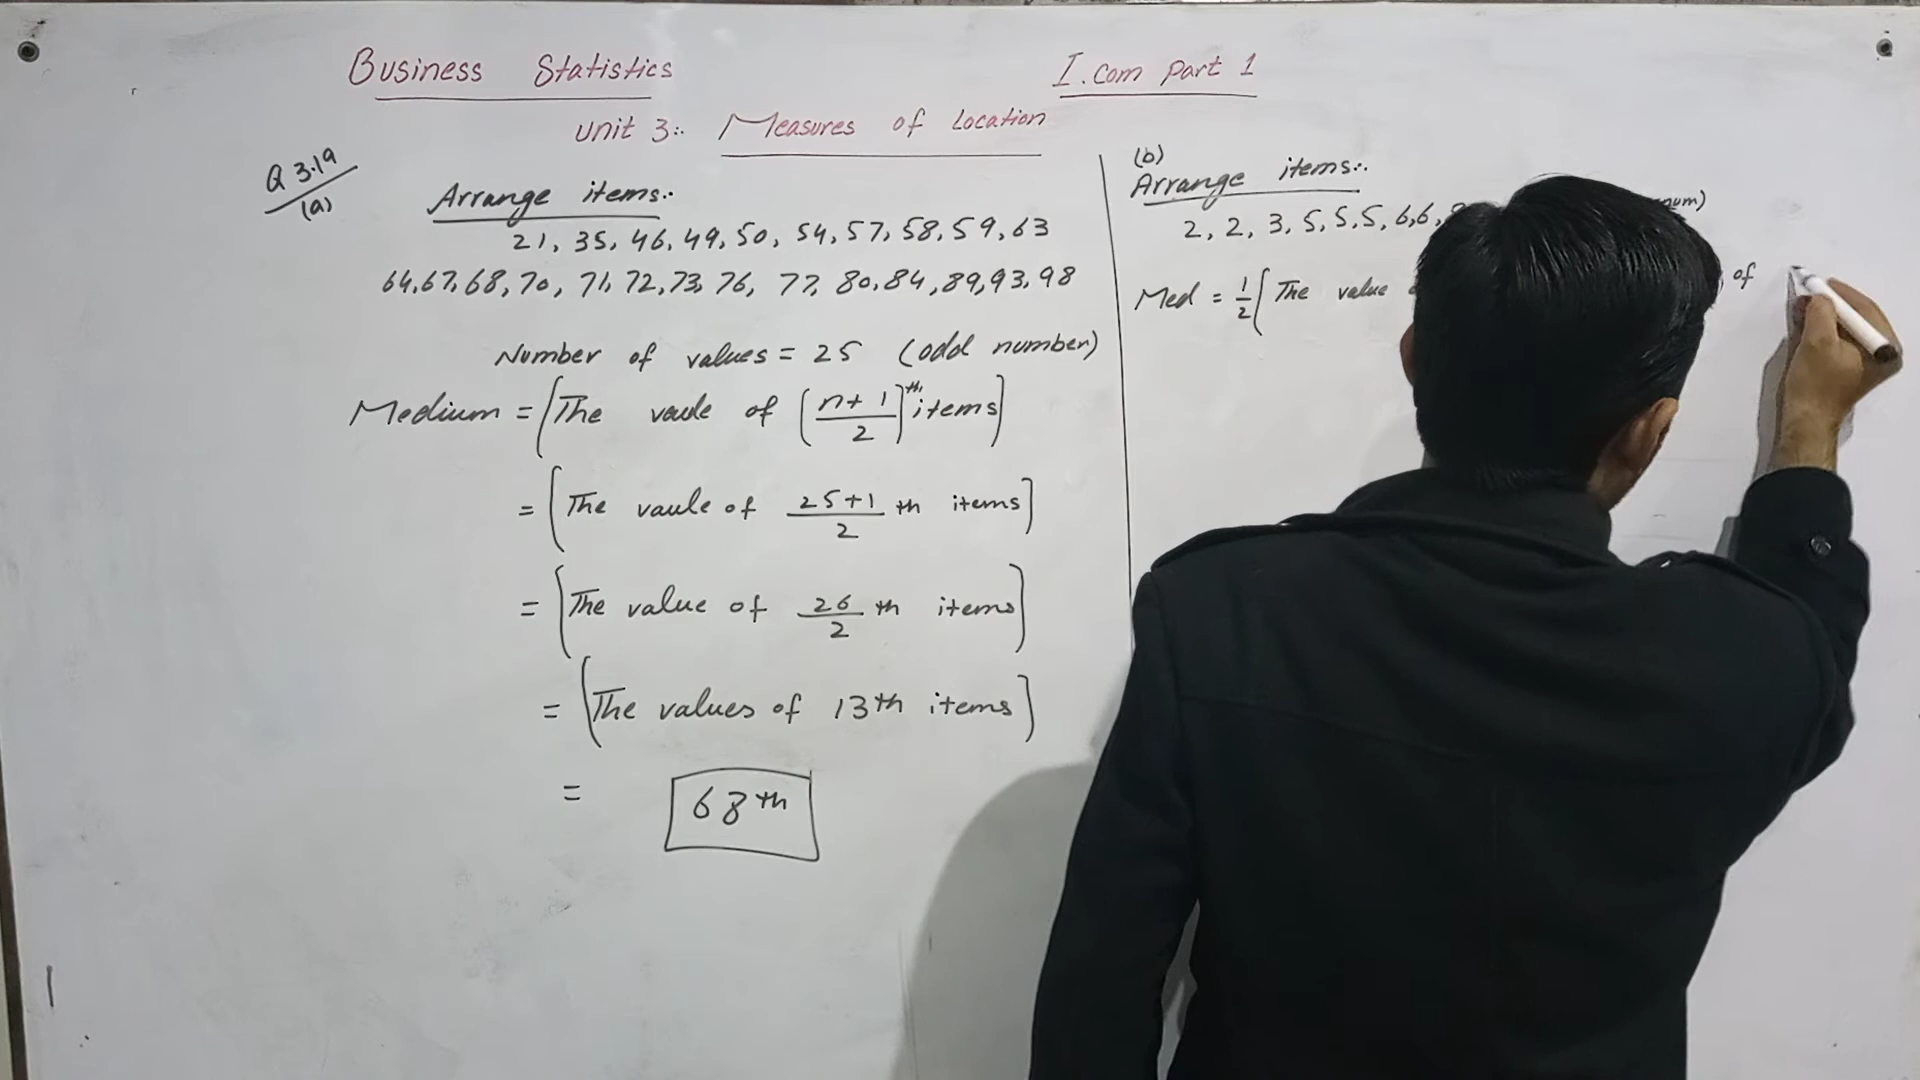 Business Statistics
I.com part 1
unit 3:. Measures of Location
Q 3.19
(a)
Arrange items:.
21, 35, 46, 49, 50, 54, 57, 58, 59, 63
64, 67, 68, 70, 71, 72, 73, 76, 77, 80, 84, 89, 93, 98
Number of values = 25 (odd number)
Medium = [The vaule of (n+1/2)th items]
= [The vaule of 25+1/2 th items]
= [The value of 26/2 th items]
= [The values of 13th items]
= 68th
(b)
Arrange items:.
2, 2, 3, 5, 5, 5, 6, 6,
Med = 1/2 [The value of